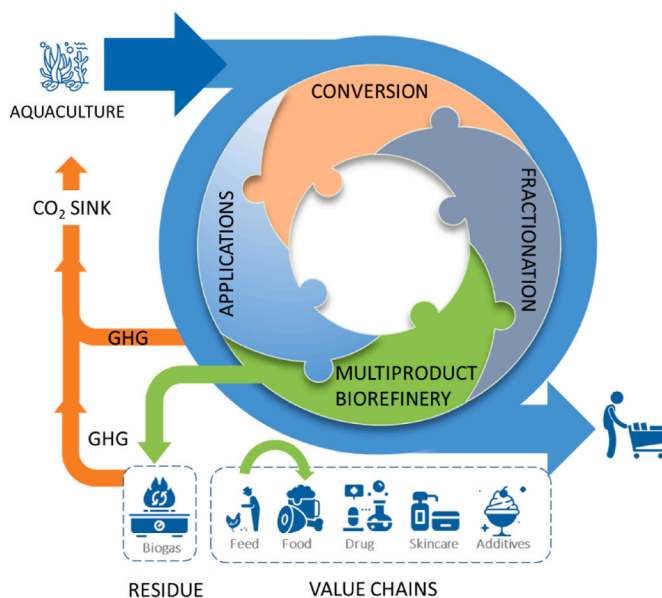 CONVERSION
AQUACULTURE
FRACTIONATION
APPLICATIONS
CO₂ SINK
GHG
MULTIPRODUCT
BIOREFINERY
GHG
Biogas
Feed
Food
Drug
Skincare
Additives
RESIDUE
VALUE CHAINS